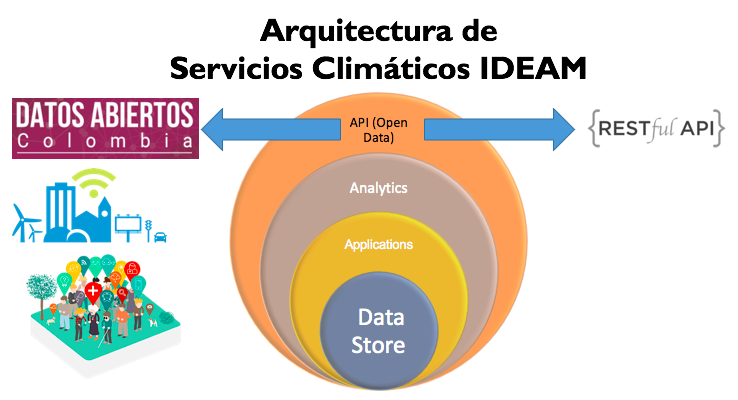 Arquitectura de
Servicios Climáticos IDEAM
DATOS ABIERTOS
Colombia
API (Open
Data)
{RESTful API}
Analytics
Applications
Data
Store